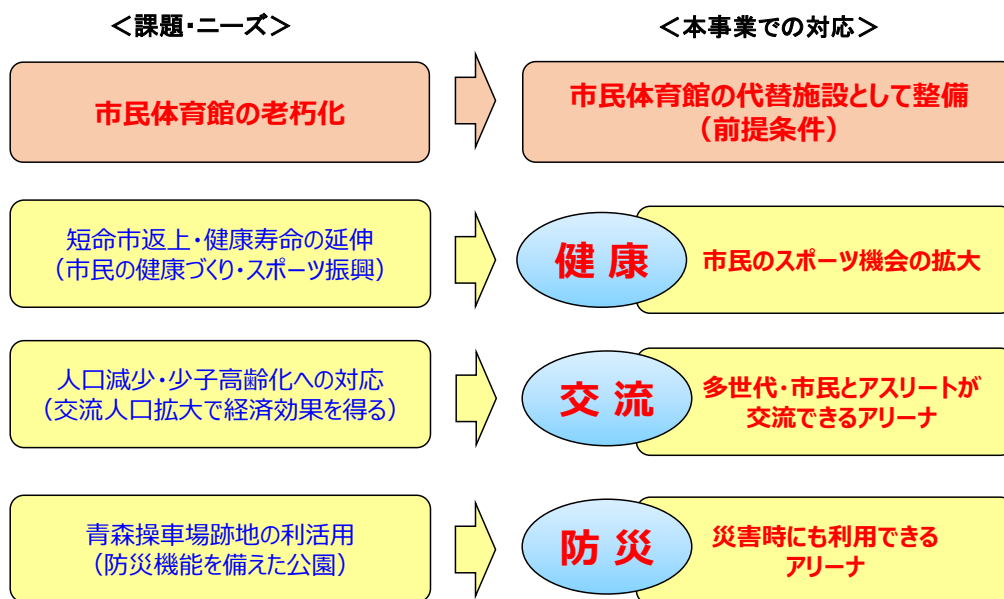 ＜課題・ニーズ＞
＜本事業での対応＞
市民体育館の老朽化
市民体育館の代替施設として整備
（前提条件）
短命市返上・健康寿命の延伸
（市民の健康づくり・スポーツ振興）
健 康
市民のスポーツ機会の拡大
人口減少・少子高齢化への対応
（交流人口拡大で経済効果を得る）
交 流
多世代・市民とアスリートが
交流できるアリーナ
青森操車場跡地の利活用
（防災機能を備えた公園）
防 災
災害時にも利用できる
アリーナ